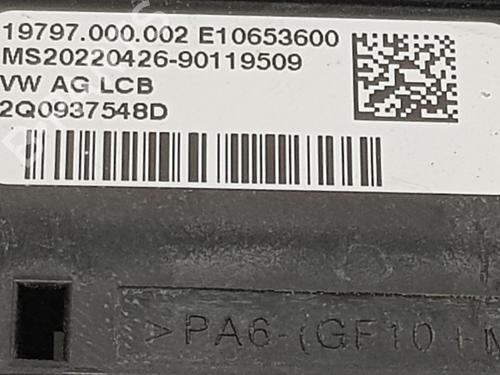 19797.000.002 E10653600
MS20220426-90119509
VW AG LCB
2Q0937548D
>PA6-(GF10+M